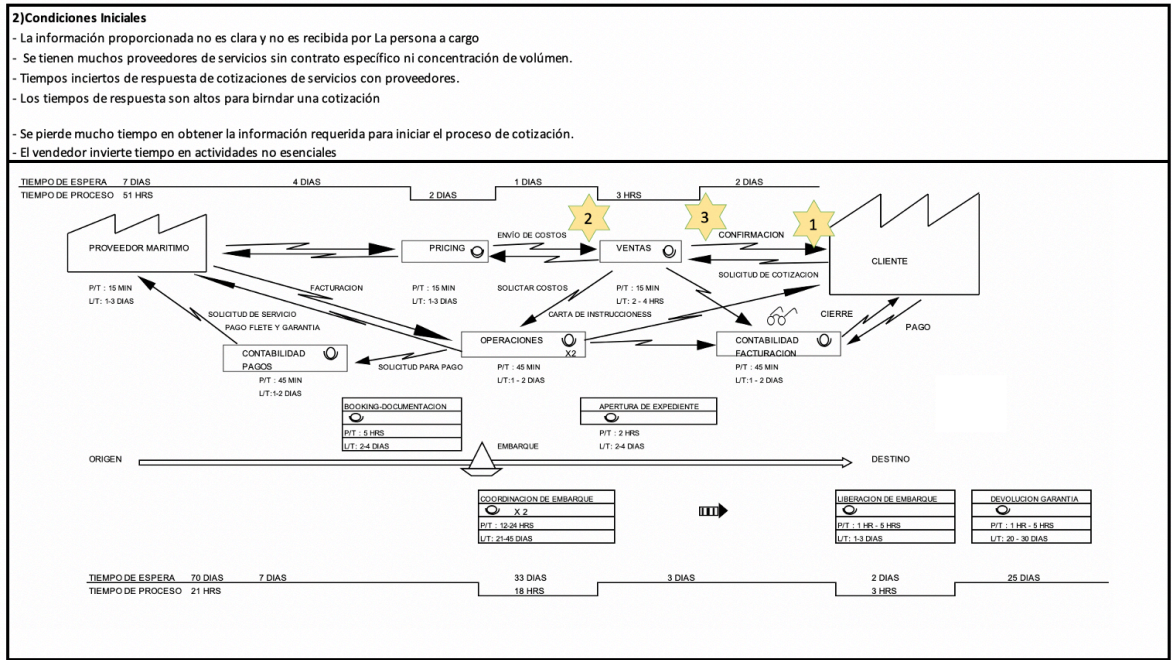 2)Condiciones Iniciales
- La información proporcionada no es clara y no es recibida por La persona a cargo
- Se tienen muchos proveedores de servicios sin contrato específico ni concentración de volúmen.
- Tiempos inciertos de respuesta de cotizaciones de servicios con proveedores.
- Los tiempos de respuesta son altos para birndar una cotización
- Se pierde mucho tiempo en obtener la información requerida para iniciar el proceso de cotización.
- El vendedor invierte tiempo en actividades no esenciales
TIEMPO DE ESPERA 7 DIAS
4 DIAS
1 DIAS
2 DIAS
TIEMPO DE PROCESO 51 HRS
2 DIAS
3 HRS
2
3
1
PROVEEDOR MARITIMO
PRICING
ENVÍO DE COSTOS
VENTAS
CONFIRMACION
CLIENTE
SOLICITUD DE COTIZACION
P/T : 15 MIN
L/T: 1-3 DIAS
FACTURACION
P/T : 15 MIN
L/T: 1-3 DIAS
SOLICTAR COSTOS
P/T : 15 MIN
L/T: 2 - 4 HRS
SOLICITUD DE SERVICIO
PAGO FLETE Y GARANTIA
CARTA DE INSTRUCCIONESS
CIERRE
PAGO
CONTABILIDAD
PAGOS
P/T : 45 MIN
L/T:1-2 DIAS
SOLICITUD PARA PAGO
OPERACIONES
X2
P/T : 45 MIN
L/T:1 - 2 DIAS
CONTABILIDAD
FACTURACION
P/T : 45 MIN
L/T:1 - 2 DIAS
BOOKING-DOCUMENTACION
P/T : 5 HRS
L/T: 2-4 DIAS
APERTURA DE EXPEDIENTE
P/T : 2 HRS
L/T: 2-4 DIAS
ORIGEN
EMBARQUE
DESTINO
COORDINACION DE EMBARQUE
X 2
P/T : 12-24 HRS
L/T: 21-45 DIAS
LIBERACION DE EMBARQUE
P/T : 1 HR - 5 HRS
L/T: 1-3 DIAS
DEVOLUCION GARANTIA
P/T : 1 HR - 5 HRS
L/T: 20 - 30 DIAS
TIEMPO DE ESPERA 70 DIAS
7 DIAS
33 DIAS
3 DIAS
2 DIAS
25 DIAS
TIEMPO DE PROCESO 21 HRS
18 HRS
3 HRS